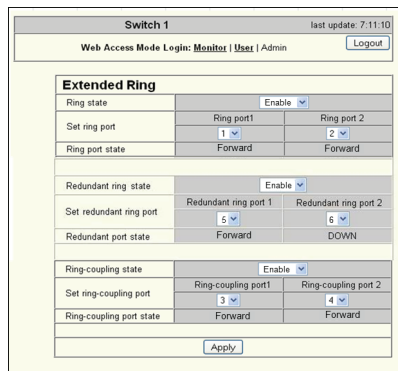 Switch 1 last update: 7:11:10
Web Access Mode Login: Monitor | User | Admin Logout
Extended Ring
Ring state Enable
Set ring port Ring port1 Ring port 2
1 2
Ring port state Forward Forward
Redundant ring state Enable
Set redundant ring port Redundant ring port 1 Redundant ring port 2
5 6
Redundant port state Forward DOWN
Ring-coupling state Enable
Set ring-coupling port Ring-coupling port1 Ring-coupling port 2
3 4
Ring-coupling port state Forward Forward
Apply